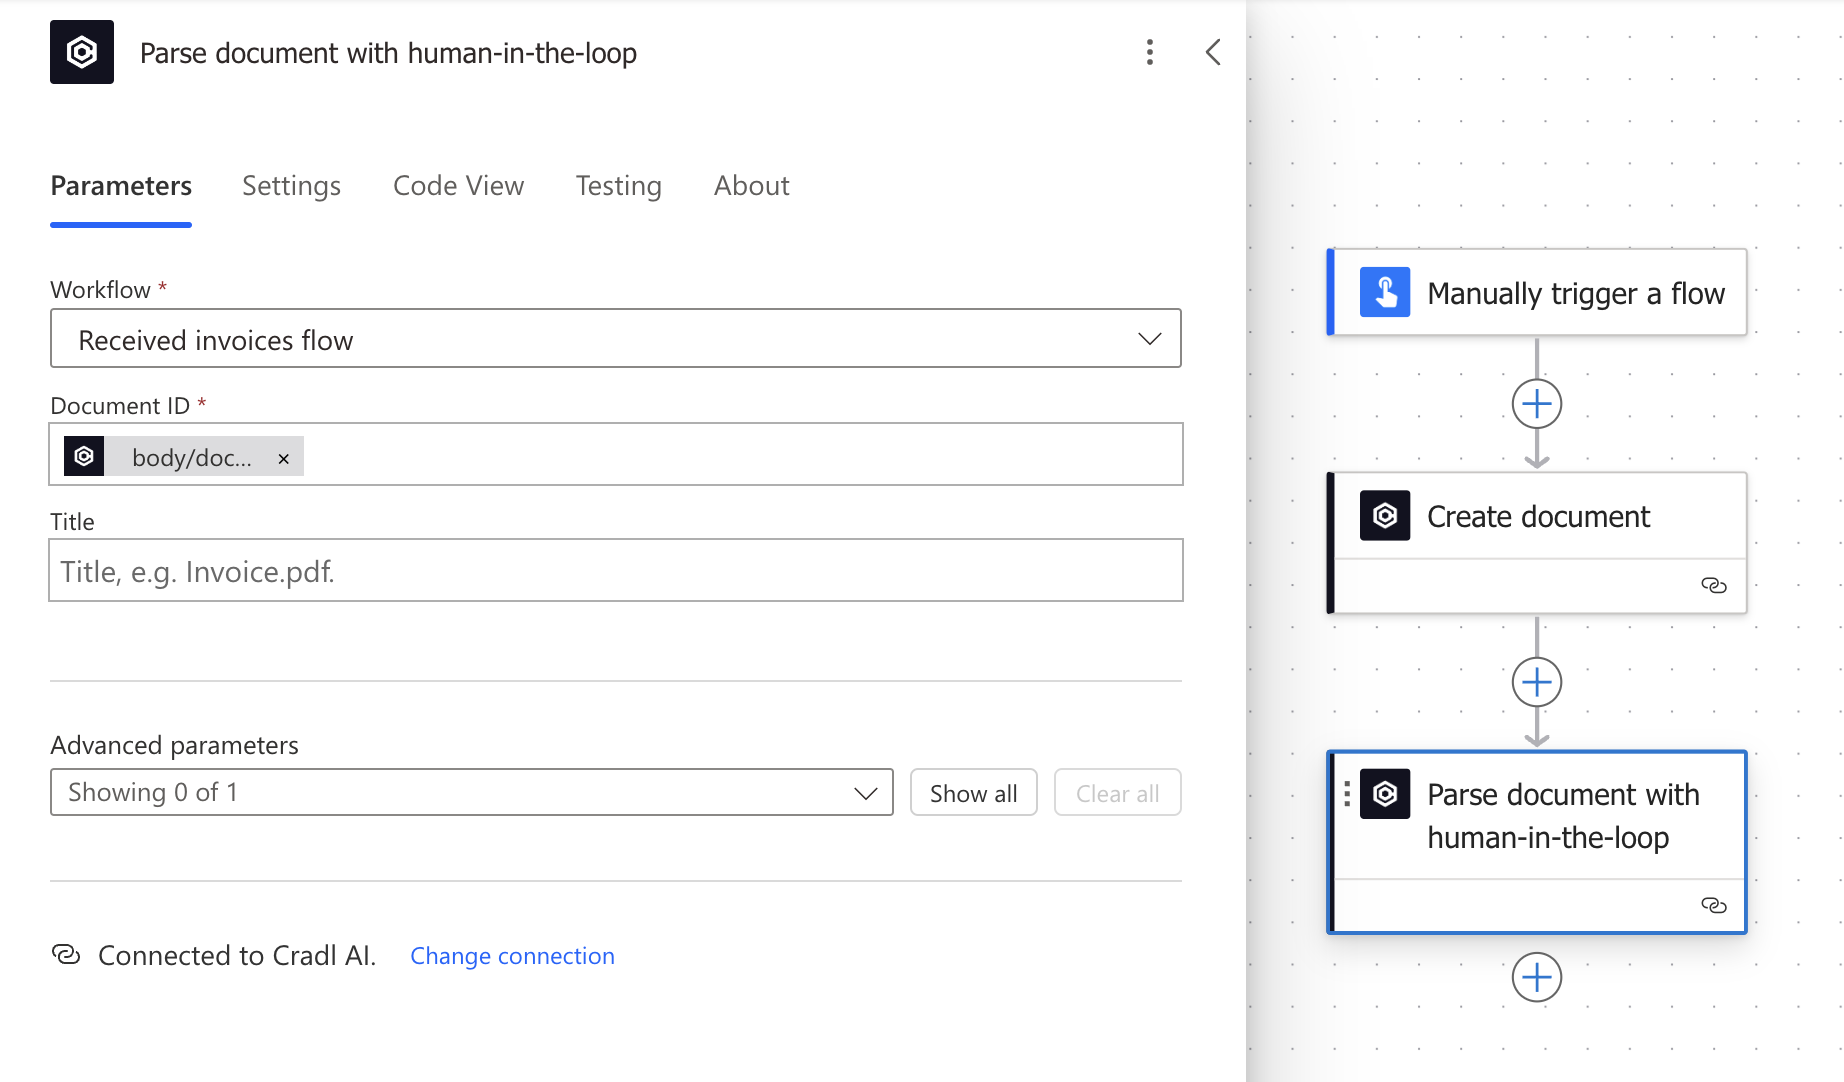 Parse document with human-in-the-loop
Parameters Settings Code View Testing About
Workflow *
Received invoices flow
Document ID *
body/doc... ×
Title
Title, e.g. Invoice.pdf.
Advanced parameters
Showing 0 of 1
Show all
Clear all
Connected to Cradl AI. Change connection
Manually trigger a flow
Create document
Parse document with
human-in-the-loop